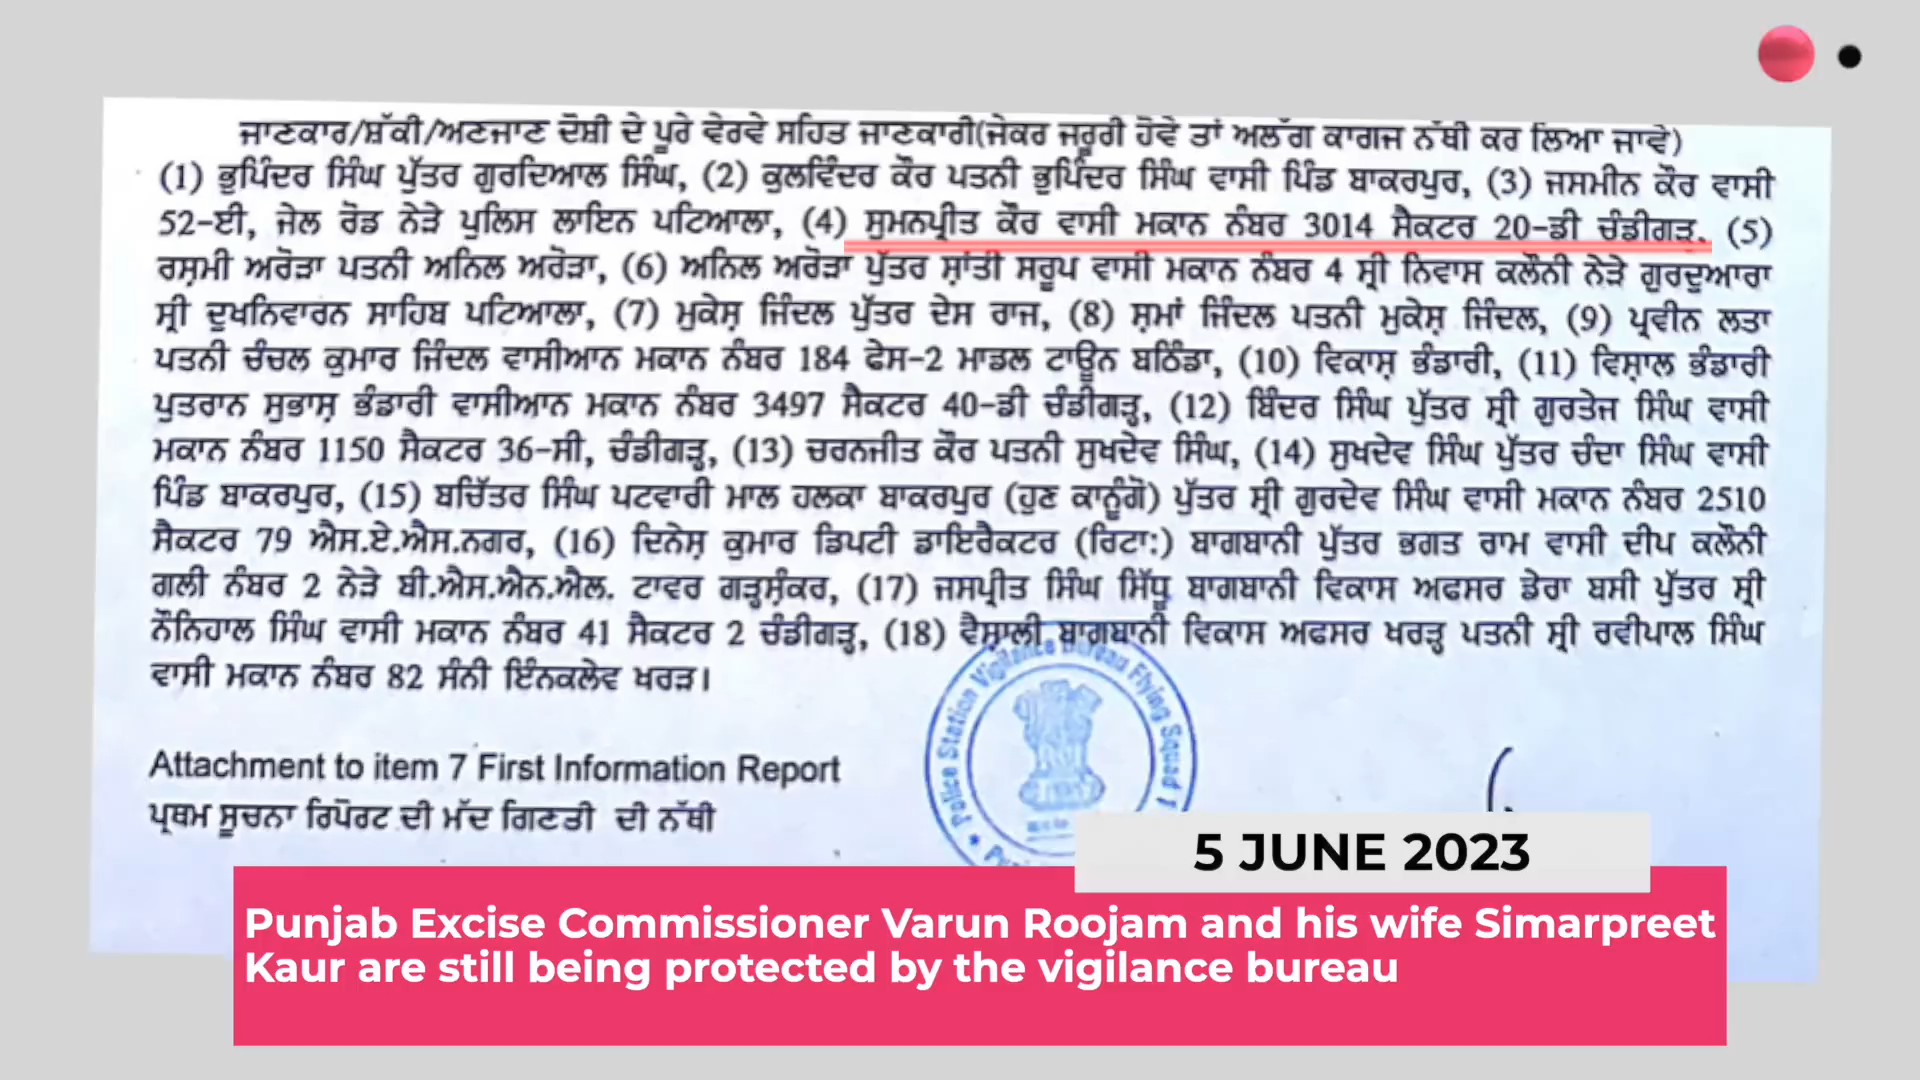 ਜਾਣਕਾਰ/ਸ਼ੱਕੀ/ਅਣਜਾਣ ਦੋਸ਼ੀ ਦੇ ਪੂਰੇ ਵੇਰਵੇ ਸਹਿਤ ਜਾਣਕਾਰੀ(ਜੇਕਰ ਜਰੂਰੀ ਹੋਵੇ ਤਾਂ ਅਲੱਗ ਕਾਗਜ ਨੱਥੀ ਕਰ ਲਿਆ ਜਾਵੇ)
(1) ਭੁਪਿੰਦਰ ਸਿੰਘ ਪੁੱਤਰ ਗੁਰਦਿਆਲ ਸਿੰਘ, (2) ਕੁਲਵਿੰਦਰ ਕੌਰ ਪਤਨੀ ਭੁਪਿੰਦਰ ਸਿੰਘ ਵਾਸੀ ਪਿੰਡ ਬਾਕਰਪੁਰ, (3) ਜਸਮੀਨ ਕੌਰ ਵਾਸੀ
52-ਈ, ਜੇਲ ਰੋਡ ਨੇੜੇ ਪੁਲਿਸ ਲਾਇਨ ਪਟਿਆਲਾ, (4) ਸੁਮਨਪ੍ਰੀਤ ਕੌਰ ਵਾਸੀ ਮਕਾਨ ਨੰਬਰ 3014 ਸੈਕਟਰ 20-ਡੀ ਚੰਡੀਗੜ੍ਹ, (5)
ਰਸ਼ਮੀ ਅਰੋੜਾ ਪਤਨੀ ਅਨਿਲ ਅਰੋੜਾ, (6) ਅਨਿਲ ਅਰੋੜਾ ਪੁੱਤਰ ਸ਼ਾਂਤੀ ਸਰੂਪ ਵਾਸੀ ਮਕਾਨ ਨੰਬਰ 4 ਸ੍ਰੀ ਨਿਵਾਸ ਕਲੌਨੀ ਨੇੜੇ ਗੁਰਦੁਆਰਾ
ਸ੍ਰੀ ਦੁਖਨਿਵਾਰਨ ਸਾਹਿਬ ਪਟਿਆਲਾ, (7) ਮੁਕੇਸ਼ ਜਿੰਦਲ ਪੁੱਤਰ ਦੇਸ ਰਾਜ, (8) ਸ਼ਮਾਂ ਜਿੰਦਲ ਪਤਨੀ ਮੁਕੇਸ਼ ਜਿੰਦਲ, (9) ਪ੍ਰਵੀਨ ਲਤਾ
ਪਤਨੀ ਚੰਚਲ ਕੁਮਾਰ ਜਿੰਦਲ ਵਾਸੀਆਨ ਮਕਾਨ ਨੰਬਰ 184 ਫੇਸ-2 ਮਾਡਲ ਟਾਊਨ ਬਠਿੰਡਾ, (10) ਵਿਕਾਸ਼ ਭੰਡਾਰੀ, (11) ਵਿਸ਼ਾਲ ਭੰਡਾਰੀ
ਪੁਤਰਾਨ ਸੁਭਾਸ਼ ਭੰਡਾਰੀ ਵਾਸੀਆਨ ਮਕਾਨ ਨੰਬਰ 3497 ਸੈਕਟਰ 40-ਡੀ ਚੰਡੀਗੜ੍ਹ, (12) ਬਿੰਦਰ ਸਿੰਘ ਪੁੱਤਰ ਸ੍ਰੀ ਗੁਰਤੇਜ ਸਿੰਘ ਵਾਸੀ
ਮਕਾਨ ਨੰਬਰ 1150 ਸੈਕਟਰ 36-ਸੀ, ਚੰਡੀਗੜ੍ਹ, (13) ਚਰਨਜੀਤ ਕੌਰ ਪਤਨੀ ਸੁਖਦੇਵ ਸਿੰਘ, (14) ਸੁਖਦੇਵ ਸਿੰਘ ਪੁੱਤਰ ਚੰਦਾ ਸਿੰਘ ਵਾਸੀ
ਪਿੰਡ ਬਾਕਰਪੁਰ, (15) ਬਚਿੱਤਰ ਸਿੰਘ ਪਟਵਾਰੀ ਮਾਲ ਹਲਕਾ ਬਾਕਰਪੁਰ (ਹੁਣ ਕਾਨੂੰਗੋ) ਪੁੱਤਰ ਸ੍ਰੀ ਗੁਰਦੇਵ ਸਿੰਘ ਵਾਸੀ ਮਕਾਨ ਨੰਬਰ 2510
ਸੈਕਟਰ 79 ਐਸ.ਏ.ਐਸ.ਨਗਰ, (16) ਦਿਨੇਸ਼ ਕੁਮਾਰ ਡਿਪਟੀ ਡਾਇਰੈਕਟਰ (ਰਿਟਾ:) ਬਾਗਬਾਨੀ ਪੁੱਤਰ ਭਗਤ ਰਾਮ ਵਾਸੀ ਦੀਪ ਕਲੌਨੀ
ਗਲੀ ਨੰਬਰ 2 ਨੇੜੇ ਬੀ.ਐਸ.ਐਨ.ਐਲ. ਟਾਵਰ ਗੜ੍ਹਸ਼ੰਕਰ, (17) ਜਸਪ੍ਰੀਤ ਸਿੰਘ ਸਿੱਧੂ ਬਾਗਬਾਨੀ ਵਿਕਾਸ ਅਫਸਰ ਡੇਰਾ ਬਸੀ ਪੁੱਤਰ ਸ੍ਰੀ
ਨੌਨਿਹਾਲ ਸਿੰਘ ਵਾਸੀ ਮਕਾਨ ਨੰਬਰ 41 ਸੈਕਟਰ 2 ਚੰਡੀਗੜ੍ਹ, (18) ਵੈਸ਼ਾਲੀ ਬਾਗਬਾਨੀ ਵਿਕਾਸ ਅਫਸਰ ਖਰੜ੍ਹ ਪਤਨੀ ਸ੍ਰੀ ਰਵੀਪਾਲ ਸਿੰਘ
ਵਾਸੀ ਮਕਾਨ ਨੰਬਰ 82 ਸੰਨੀ ਇੰਨਕਲੇਵ ਖਰੜ।
Police Station Vigilance Bureau Flying Squad
Attachment to item 7 First Information Report
ਪ੍ਰਥਮ ਸੂਚਨਾ ਰਿਪੋਰਟ ਦੀ ਮੱਦ ਗਿਣਤੀ ਦੀ ਨੱਥੀ
5 JUNE 2023
Punjab Excise Commissioner Varun Roojam and his wife Simarpreet
Kaur are still being protected by the vigilance bureau